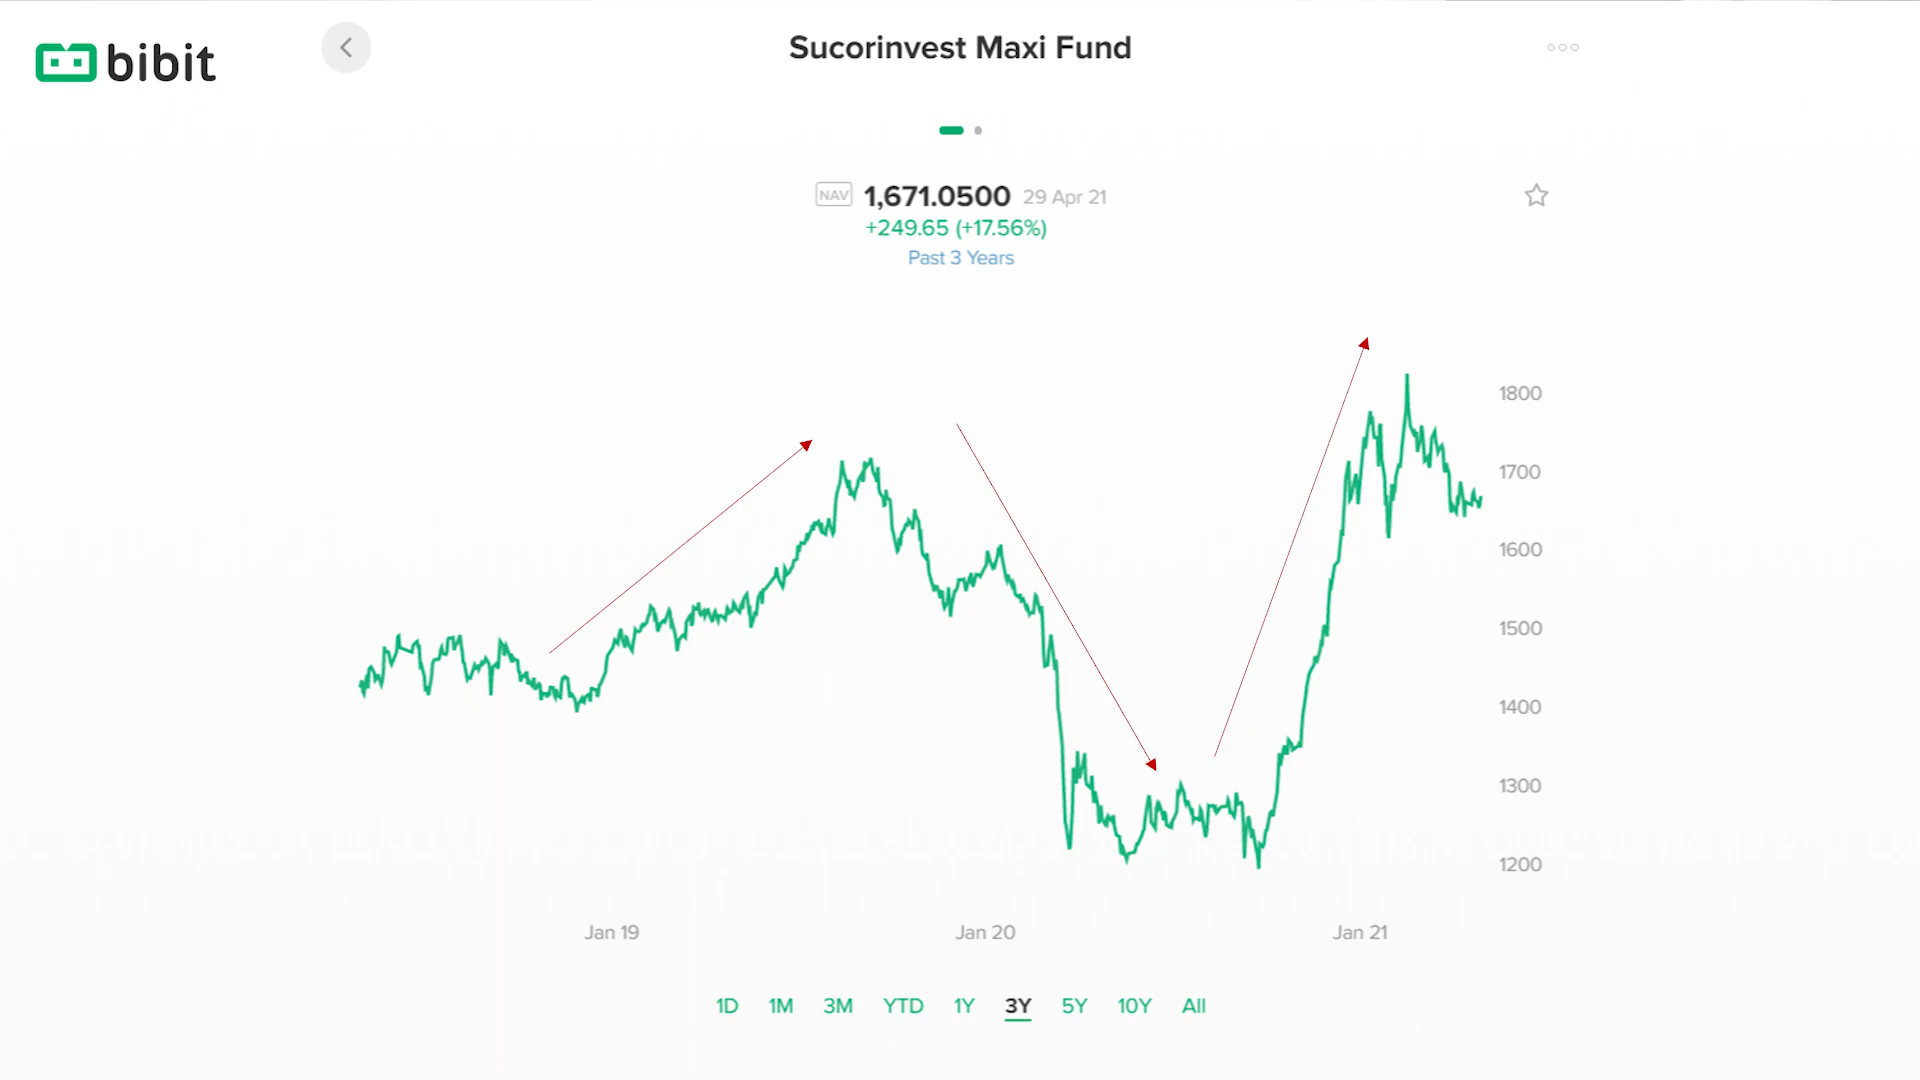 bibit
Sucorinvest Maxi Fund
NAV 1,671.0500 29 Apr 21
+249.65 (+17.56%)
Past 3 Years
1800
1700
1600
1500
1400
1300
1200
Jan 19 Jan 20 Jan 21
1D 1M 3M YTD 1Y 3Y 5Y 10Y All